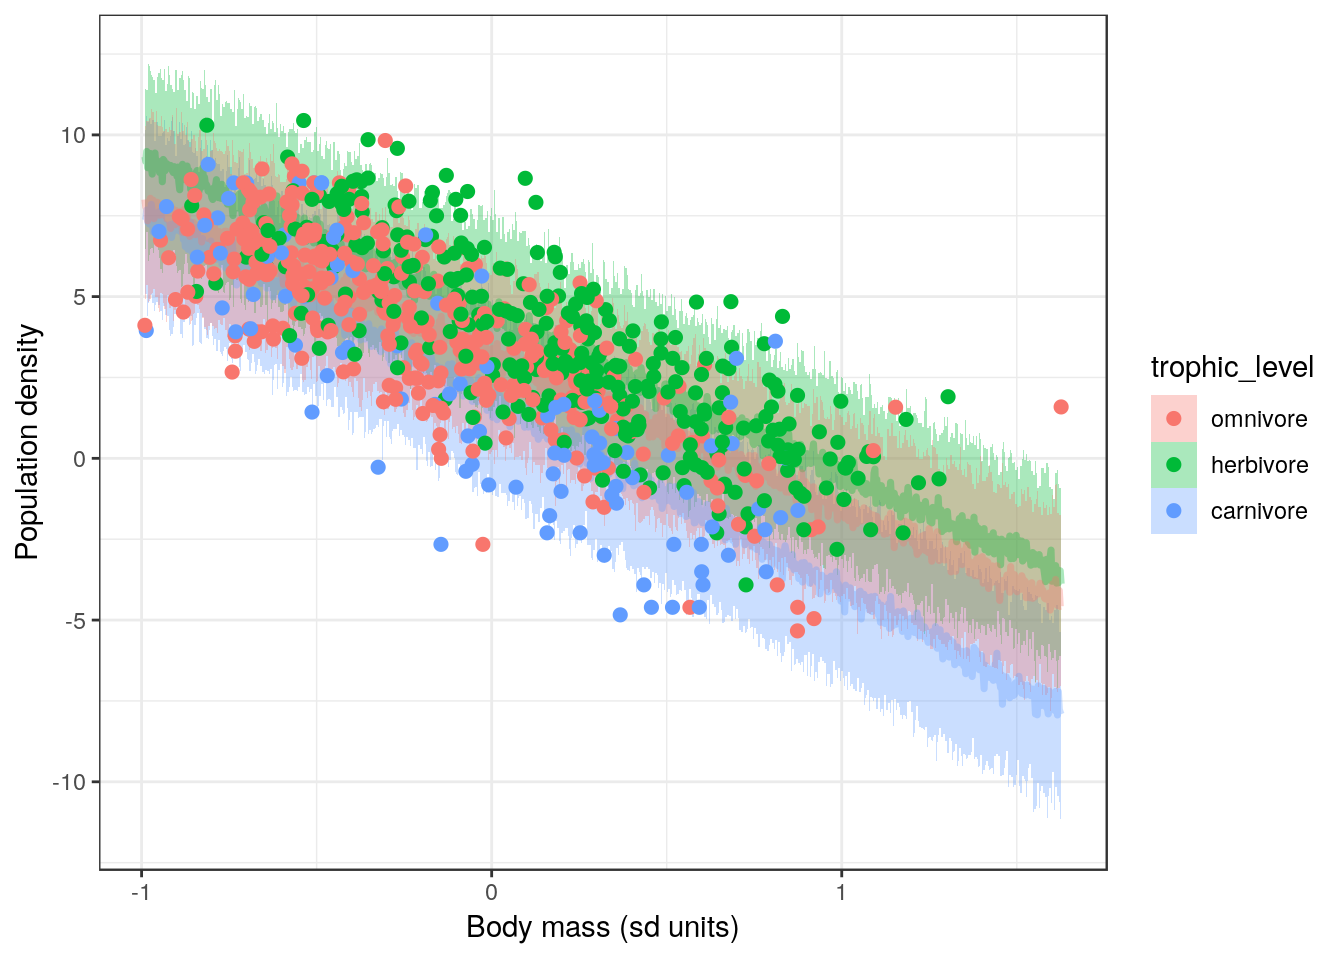 10
5
0
-5
-10
-1
0
1
Population density
Body mass (sd units)
trophic_level
omnivore
herbivore
carnivore